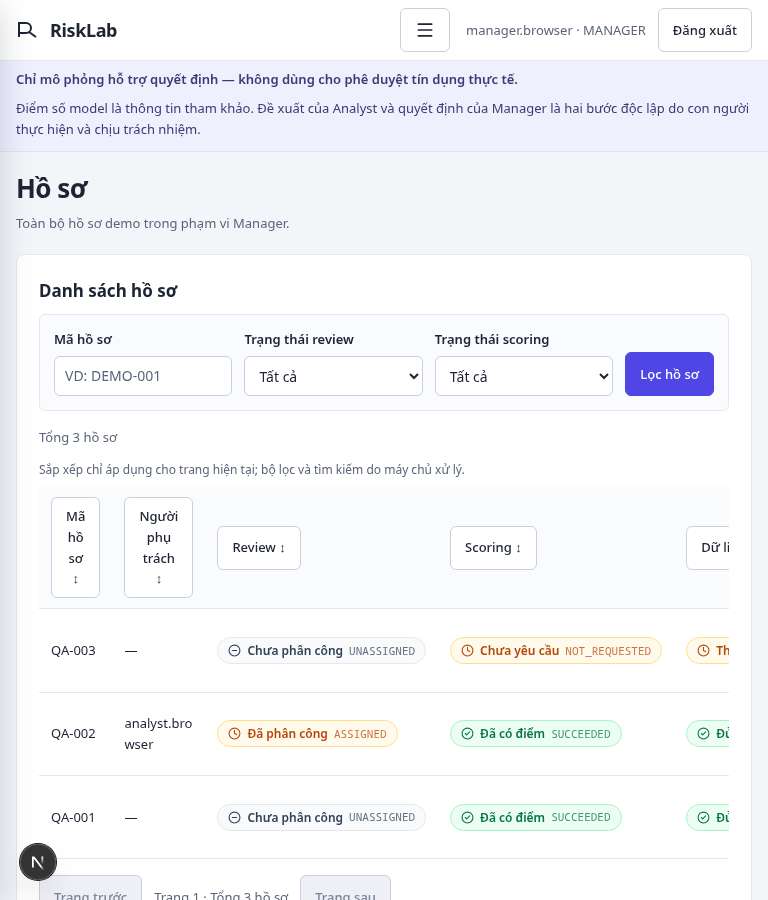 RiskLab
manager.browser · MANAGER
Đăng xuất
Chỉ mô phỏng hỗ trợ quyết định — không dùng cho phê duyệt tín dụng thực tế.
Điểm số model là thông tin tham khảo. Đề xuất của Analyst và quyết định của Manager là hai bước độc lập do con người
thực hiện và chịu trách nhiệm.
Hồ sơ
Toàn bộ hồ sơ demo trong phạm vi Manager.
Danh sách hồ sơ
Mã hồ sơ
Trạng thái review
Trạng thái scoring
VD: DEMO-001
Tất cả
Tất cả
Lọc hồ sơ
Tổng 3 hồ sơ
Sắp xếp chỉ áp dụng cho trang hiện tại; bộ lọc và tìm kiếm do máy chủ xử lý.
Mã
hồ
sơ
↕
Người
phụ
trách
↕
Review ↕
Scoring ↕
Dữ li
QA-003
—
Chưa phân công UNASSIGNED
Chưa yêu cầu NOT_REQUESTED
Th
QA-002
analyst.bro
wser
Đã phân công ASSIGNED
Đã có điểm SUCCEEDED
QA-001
—
Chưa phân công UNASSIGNED
Đã có điểm SUCCEEDED
N
Trang trước
Trang 1 · Tổng 3 hồ sơ
Trang sau